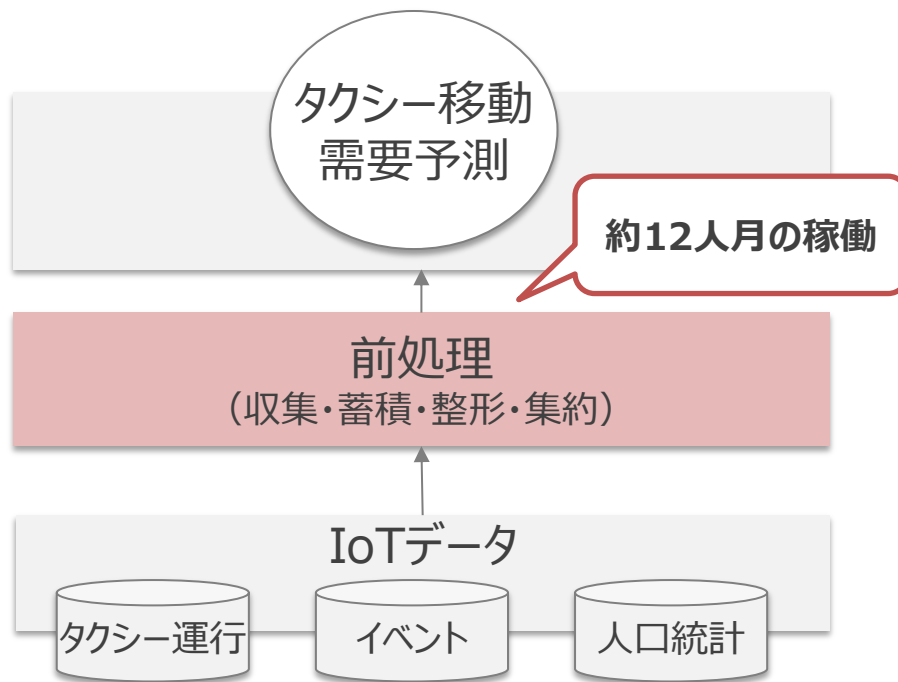 タクシー移動
需要予測
約12人月の稼働
前処理
（収集・蓄積・整形・集約）
IoTデータ
タクシー運行
イベント
人口統計